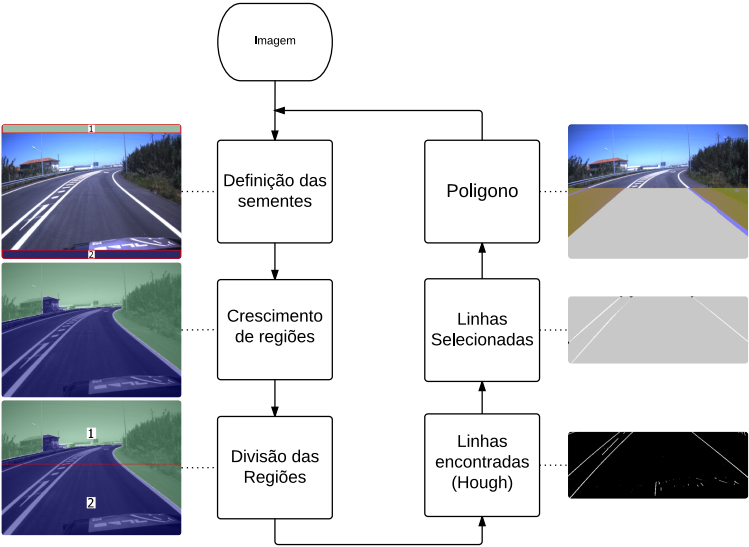 Imagem
1
2
Definição das
sementes
Crescimento
de regiões
1
2
Divisão das
Regiões
Poligono
Linhas
Selecionadas
Linhas
encontradas
(Hough)